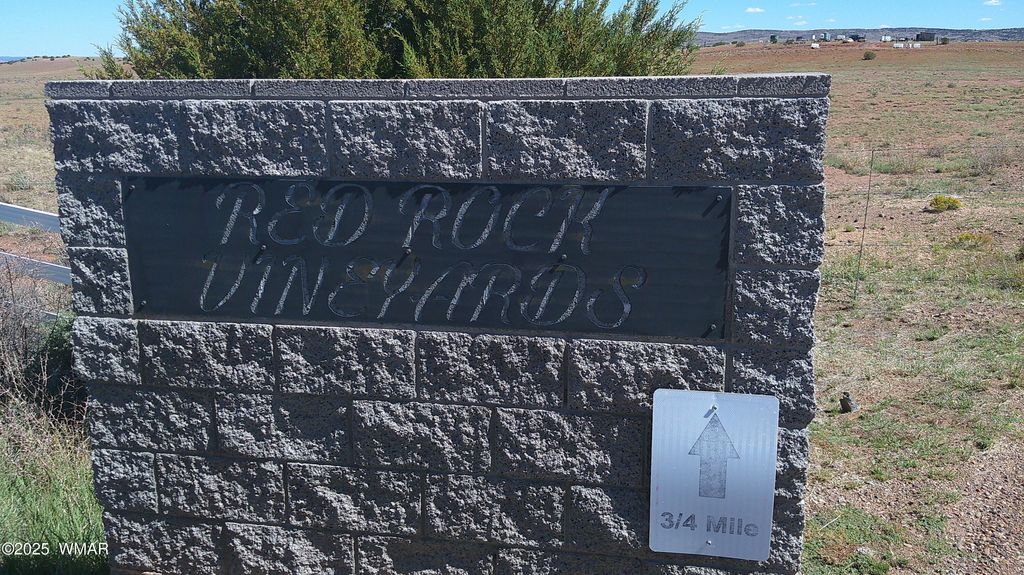 RED ROCK
VINEYARDS
3/4 Mile
©2025 WMAR